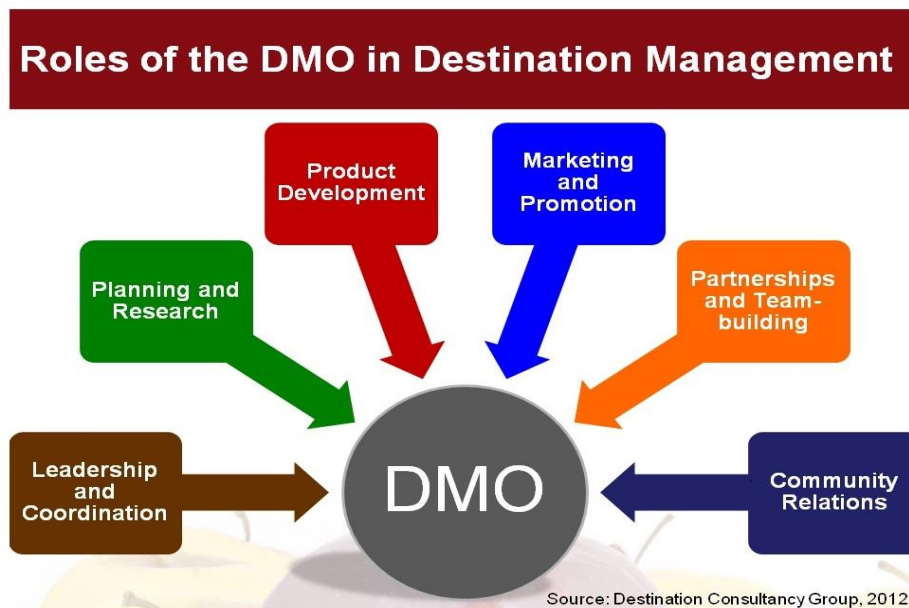 Roles of the DMO in Destination Management
Product
Development
Marketing
and
Promotion
Planning and
Research
Partnerships
and Team-
building
Leadership
and
Coordination
DMO
Community
Relations
Source: Destination Consultancy Group, 2012